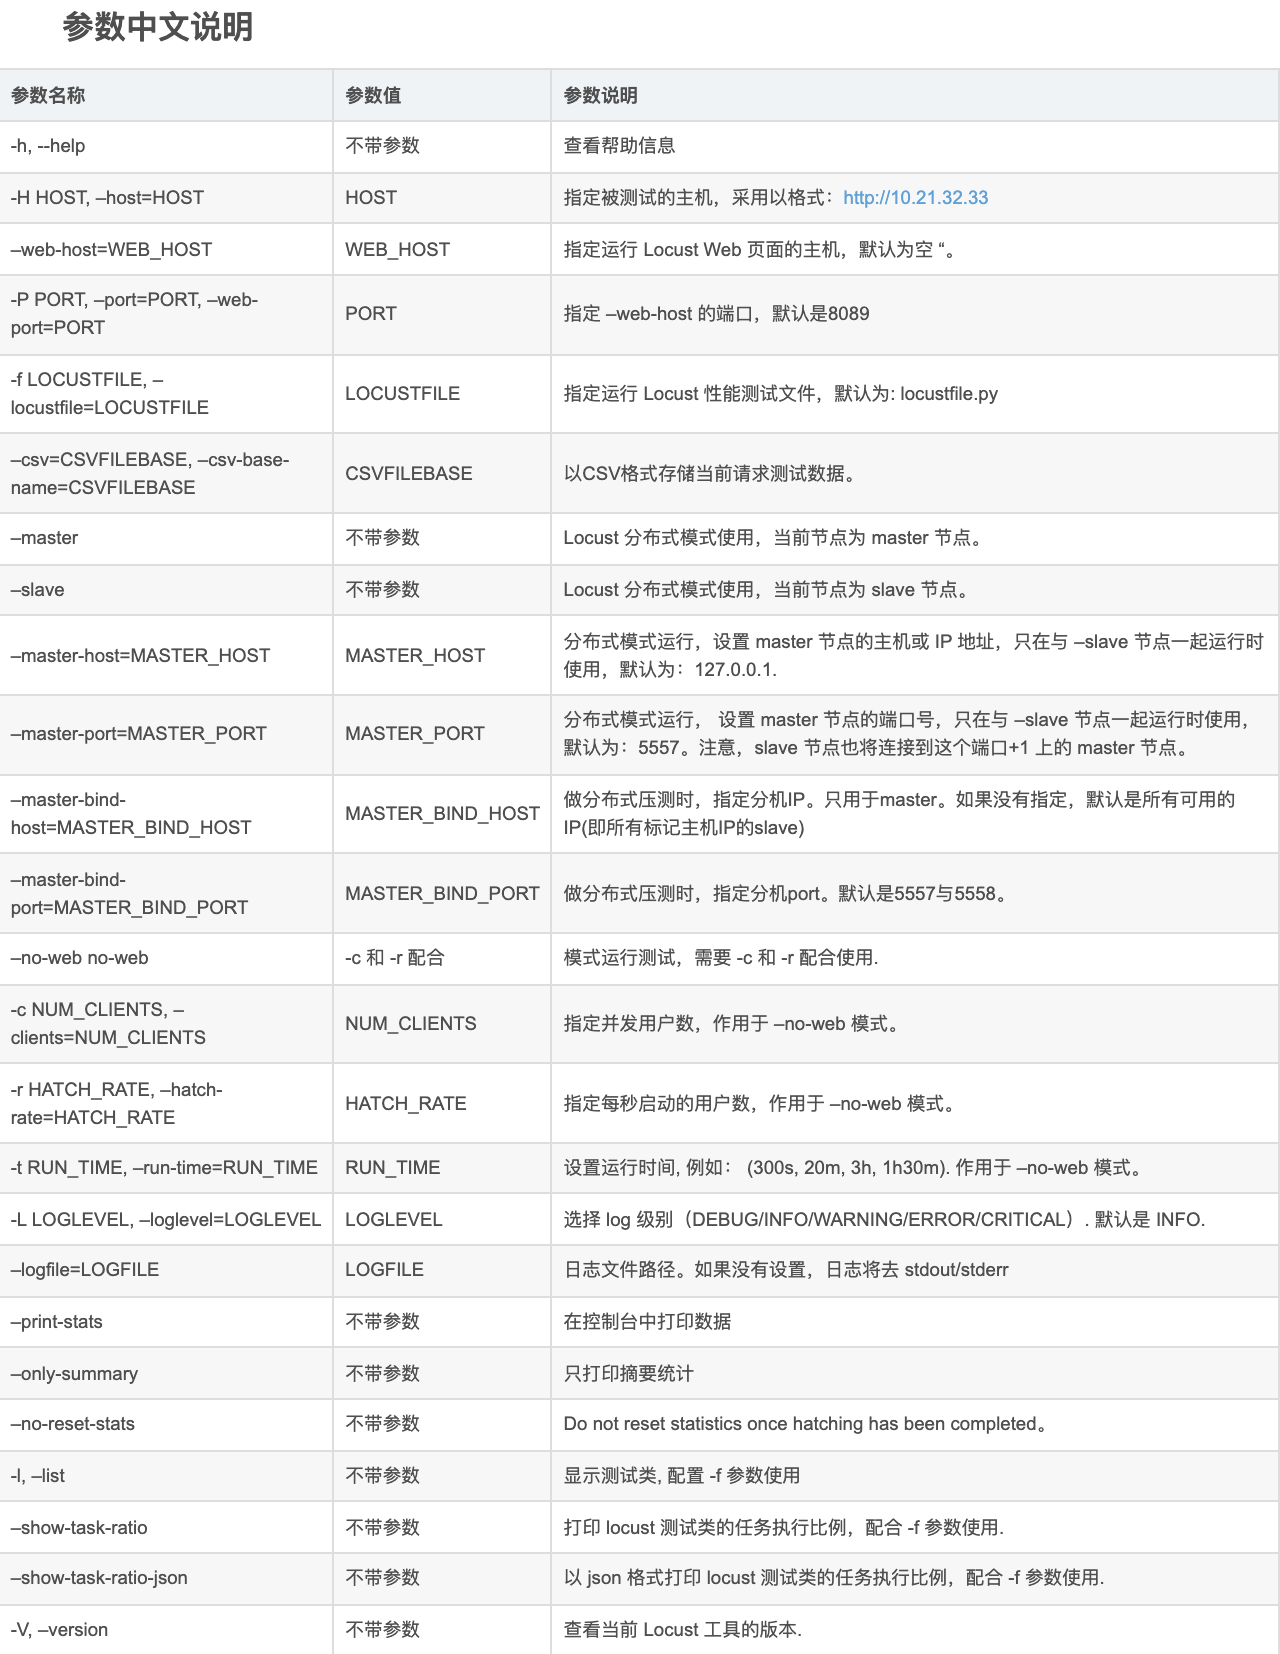 参数中文说明
参数名称 参数值 参数说明
-h, --help 不带参数 查看帮助信息
-H HOST, –host=HOST HOST 指定被测试的主机，采用以格式：http://10.21.32.33
–web-host=WEB_HOST WEB_HOST 指定运行 Locust Web 页面的主机，默认为空 “。
-P PORT, –port=PORT, –web-
port=PORT
PORT
指定 –web-host 的端口，默认是8089
-f LOCUSTFILE, –
locustfile=LOCUSTFILE
LOCUSTFILE
指定运行 Locust 性能测试文件，默认为: locustfile.py
–csv=CSVFILEBASE, –csv-base-
name=CSVFILEBASE
CSVFILEBASE
以CSV格式存储当前请求测试数据。
–master 不带参数 Locust 分布式模式使用，当前节点为 master 节点。
–slave 不带参数 Locust 分布式模式使用，当前节点为 slave 节点。
–master-host=MASTER_HOST
MASTER_HOST
分布式模式运行，设置 master 节点的主机或 IP 地址，只在与 –slave 节点一起运行时
使用，默认为：127.0.0.1.
–master-port=MASTER_PORT
MASTER_PORT
分布式模式运行， 设置 master 节点的端口号，只在与 –slave 节点一起运行时使用，
默认为：5557。注意，slave 节点也将连接到这个端口+1 上的 master 节点。
–master-bind-
host=MASTER_BIND_HOST
MASTER_BIND_HOST
做分布式压测时，指定分机IP。只用于master。如果没有指定，默认是所有可用的
IP(即所有标记主机IP的slave)
–master-bind-
port=MASTER_BIND_PORT
MASTER_BIND_PORT
做分布式压测时，指定分机port。默认是5557与5558。
–no-web no-web -c 和 -r 配合 模式运行测试，需要 -c 和 -r 配合使用.
-c NUM_CLIENTS, –
clients=NUM_CLIENTS
NUM_CLIENTS
指定并发用户数，作用于 –no-web 模式。
-r HATCH_RATE, –hatch-
rate=HATCH_RATE
HATCH_RATE
指定每秒启动的用户数，作用于 –no-web 模式。
-t RUN_TIME, –run-time=RUN_TIME RUN_TIME 设置运行时间, 例如： (300s, 20m, 3h, 1h30m). 作用于 –no-web 模式。
-L LOGLEVEL, –loglevel=LOGLEVEL LOGLEVEL 选择 log 级别（DEBUG/INFO/WARNING/ERROR/CRITICAL）. 默认是 INFO.
–logfile=LOGFILE LOGFILE 日志文件路径。如果没有设置，日志将去 stdout/stderr
–print-stats 不带参数 在控制台中打印数据
–only-summary 不带参数 只打印摘要统计
–no-reset-stats 不带参数 Do not reset statistics once hatching has been completed。
-l, –list 不带参数 显示测试类, 配置 -f 参数使用
–show-task-ratio 不带参数 打印 locust 测试类的任务执行比例，配合 -f 参数使用.
–show-task-ratio-json 不带参数 以 json 格式打印 locust 测试类的任务执行比例，配合 -f 参数使用.
-V, –version 不带参数 查看当前 Locust 工具的版本.